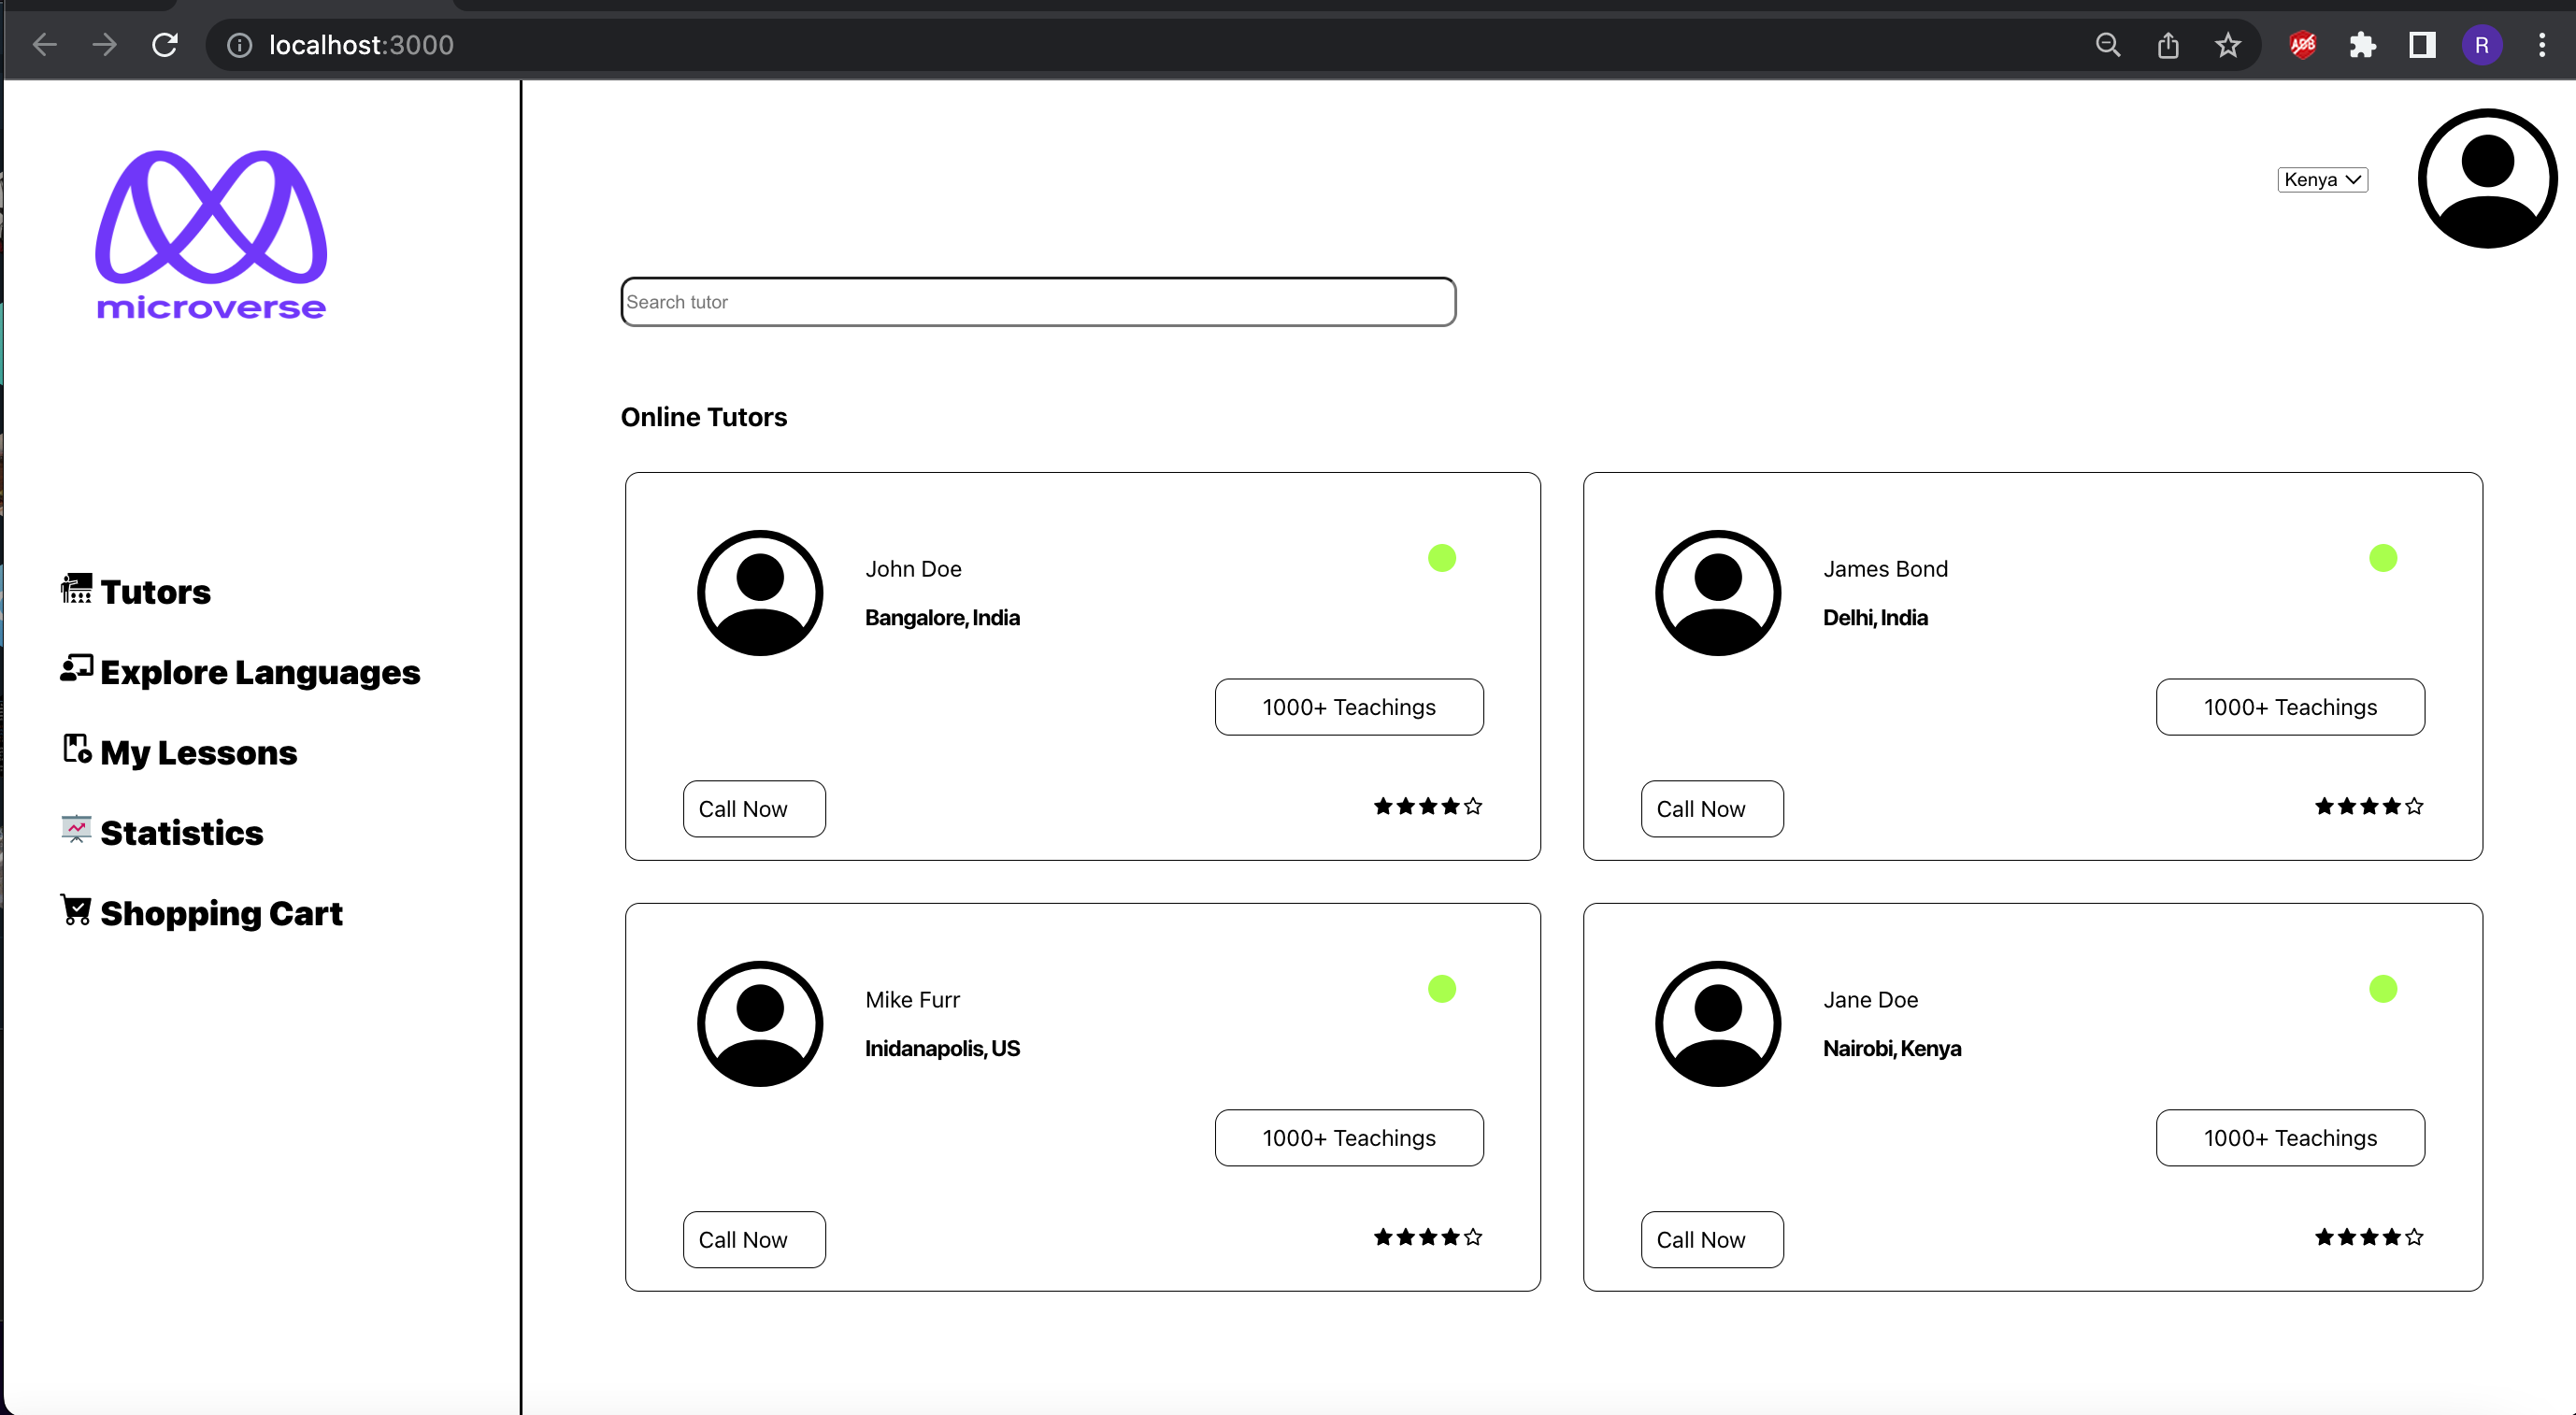 localhost:3000
ABP
R
microverse
Kenya
Search tutor
Online Tutors
Tutors
Explore Languages
My Lessons
Statistics
Shopping Cart
John Doe
Bangalore, India
1000+ Teachings
Call Now
James Bond
Delhi, India
1000+ Teachings
Call Now
Mike Furr
Inidanapolis, US
1000+ Teachings
Call Now
Jane Doe
Nairobi, Kenya
1000+ Teachings
Call Now